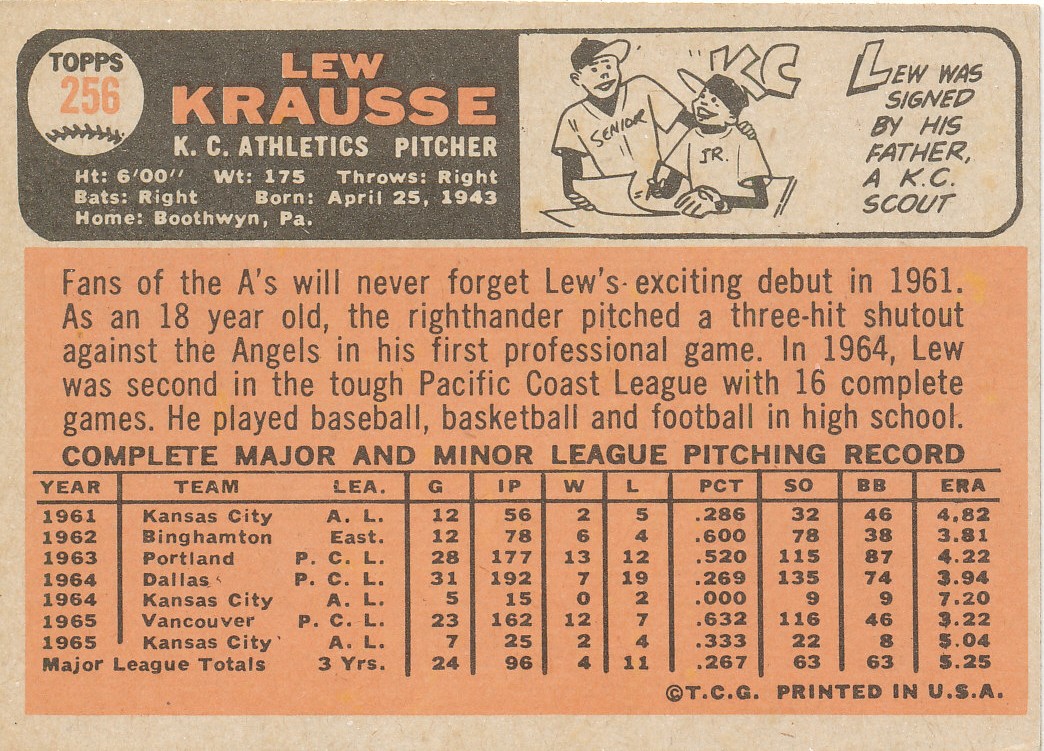 TOPPS
256
LEW
KRAUSSE
K. C. ATHLETICS PITCHER
Ht: 6'00" Wt: 175 Throws: Right
Bats: Right Born: April 25, 1943
Home: Boothwyn, Pa.
KC
SENIOR
JR.
LEW WAS
SIGNED
BY HIS
FATHER,
A K.C.
SCOUT
Fans of the A's will never forget Lew's exciting debut in 1961.
As an 18 year old, the righthander pitched a three-hit shutout
against the Angels in his first professional game. In 1964, Lew
was second in the tough Pacific Coast League with 16 complete
games. He played baseball, basketball and football in high school.
COMPLETE MAJOR AND MINOR LEAGUE PITCHING RECORD
YEAR TEAM LEA. G IP W L PCT SO BB ERA
1961 Kansas City A. L. 12 56 2 5 .286 32 46 4.82
1962 Binghamton East. 12 78 6 4 .600 78 38 3.81
1963 Portland P. C. L. 28 177 13 12 .520 115 87 4.22
1964 Dallas P. C. L. 31 192 7 19 .269 135 74 3.94
1964 Kansas City A. L. 5 15 0 2 .000 9 9 7.20
1965 Vancouver P. C. L. 23 162 12 7 .632 116 46 3.22
1965 Kansas City A. L. 7 25 2 4 .333 22 8 5.04
Major League Totals 3 Yrs. 24 96 4 11 .267 63 63 5.25
©T.C.G. PRINTED IN U.S.A.